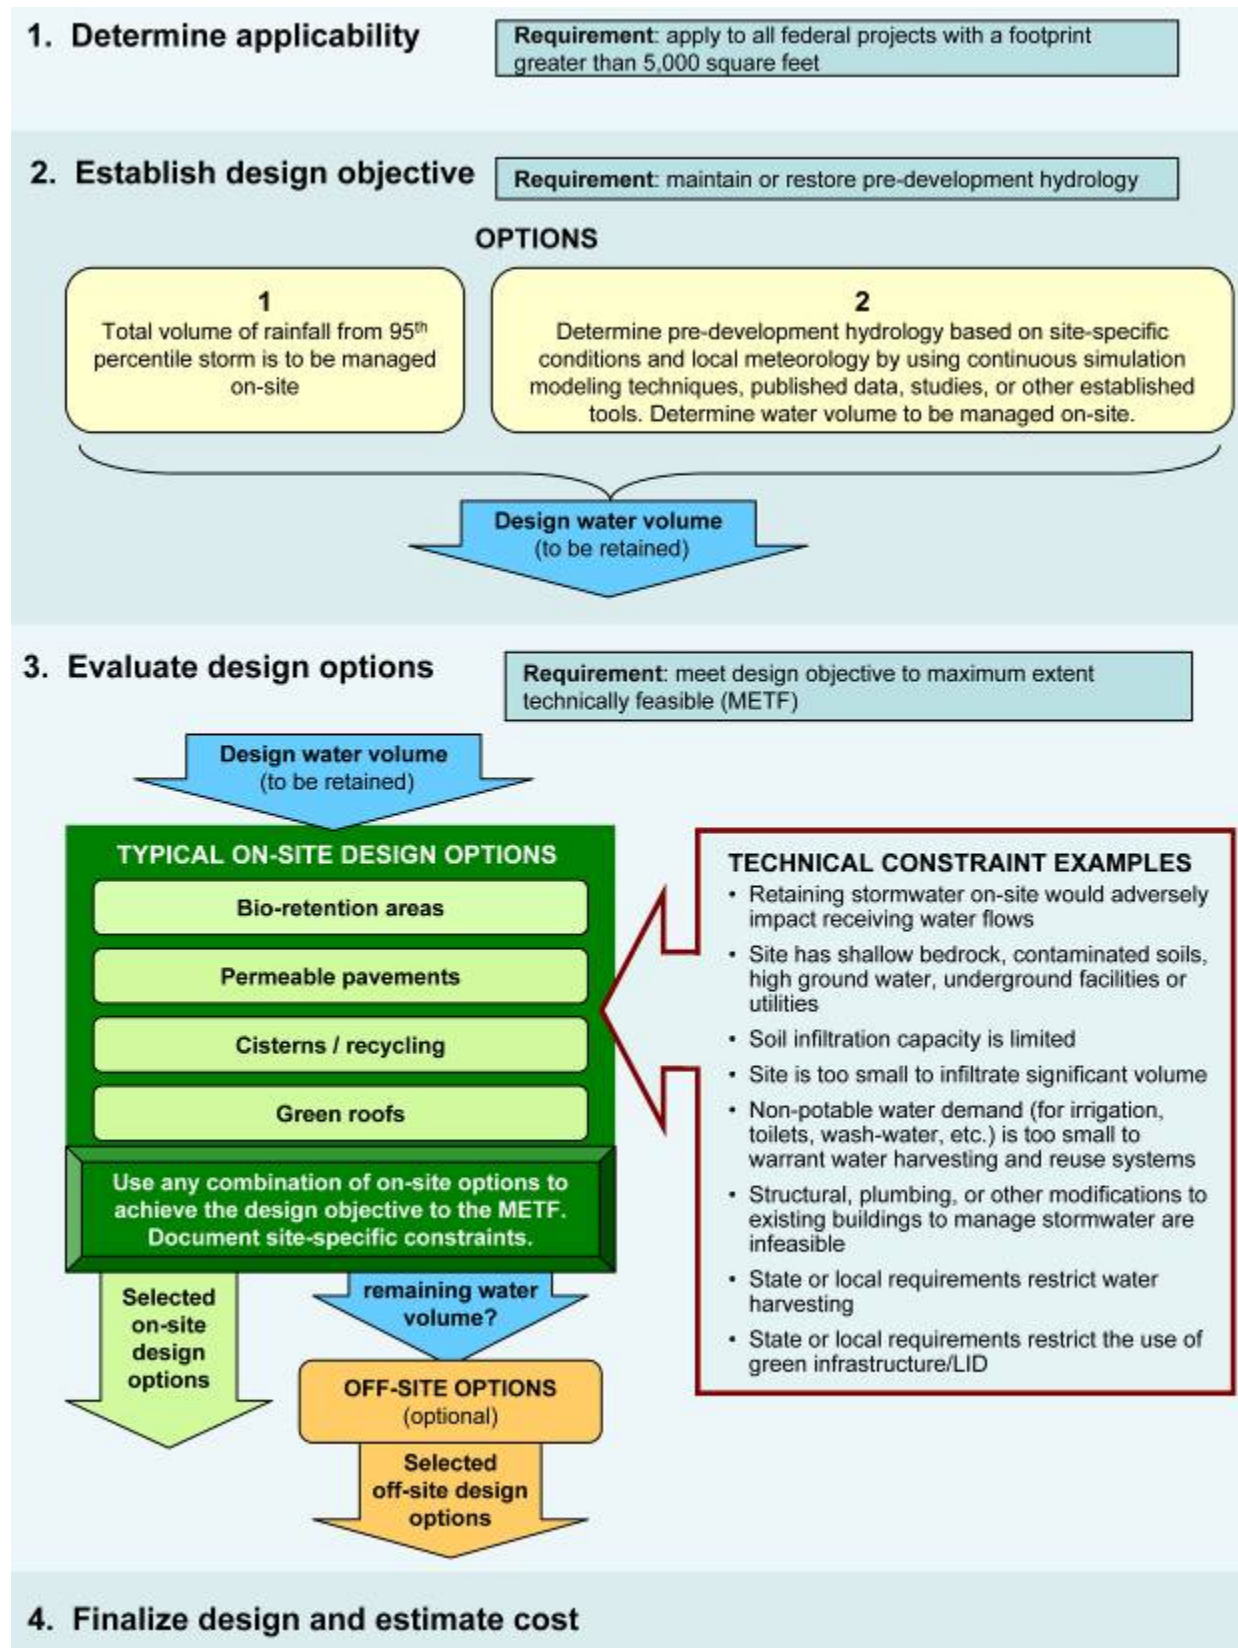 1. Determine applicability
Requirement: apply to all federal projects with a footprint
greater than 5,000 square feet
2. Establish design objective
Requirement: maintain or restore pre-development hydrology
OPTIONS
1
Total volume of rainfall from 95th
percentile storm is to be managed
on-site
2
Determine pre-development hydrology based on site-specific
conditions and local meteorology by using continuous simulation
modeling techniques, published data, studies, or other established
tools. Determine water volume to be managed on-site.
Design water volume
(to be retained)
3. Evaluate design options
Requirement: meet design objective to maximum extent
technically feasible (METF)
Design water volume
(to be retained)
TYPICAL ON-SITE DESIGN OPTIONS
Bio-retention areas
Permeable pavements
Cisterns / recycling
Green roofs
Use any combination of on-site options to
achieve the design objective to the METF.
Document site-specific constraints.
TECHNICAL CONSTRAINT EXAMPLES
• Retaining stormwater on-site would adversely
impact receiving water flows
• Site has shallow bedrock, contaminated soils,
high ground water, underground facilities or
utilities
• Soil infiltration capacity is limited
• Site is too small to infiltrate significant volume
• Non-potable water demand (for irrigation,
toilets, wash-water, etc.) is too small to
warrant water harvesting and reuse systems
• Structural, plumbing, or other modifications to
existing buildings to manage stormwater are
infeasible
• State or local requirements restrict water
harvesting
• State or local requirements restrict the use of
green infrastructure/LID
Selected
on-site
design
options
remaining water
volume?
OFF-SITE OPTIONS
(optional)
Selected
off-site design
options
4. Finalize design and estimate cost